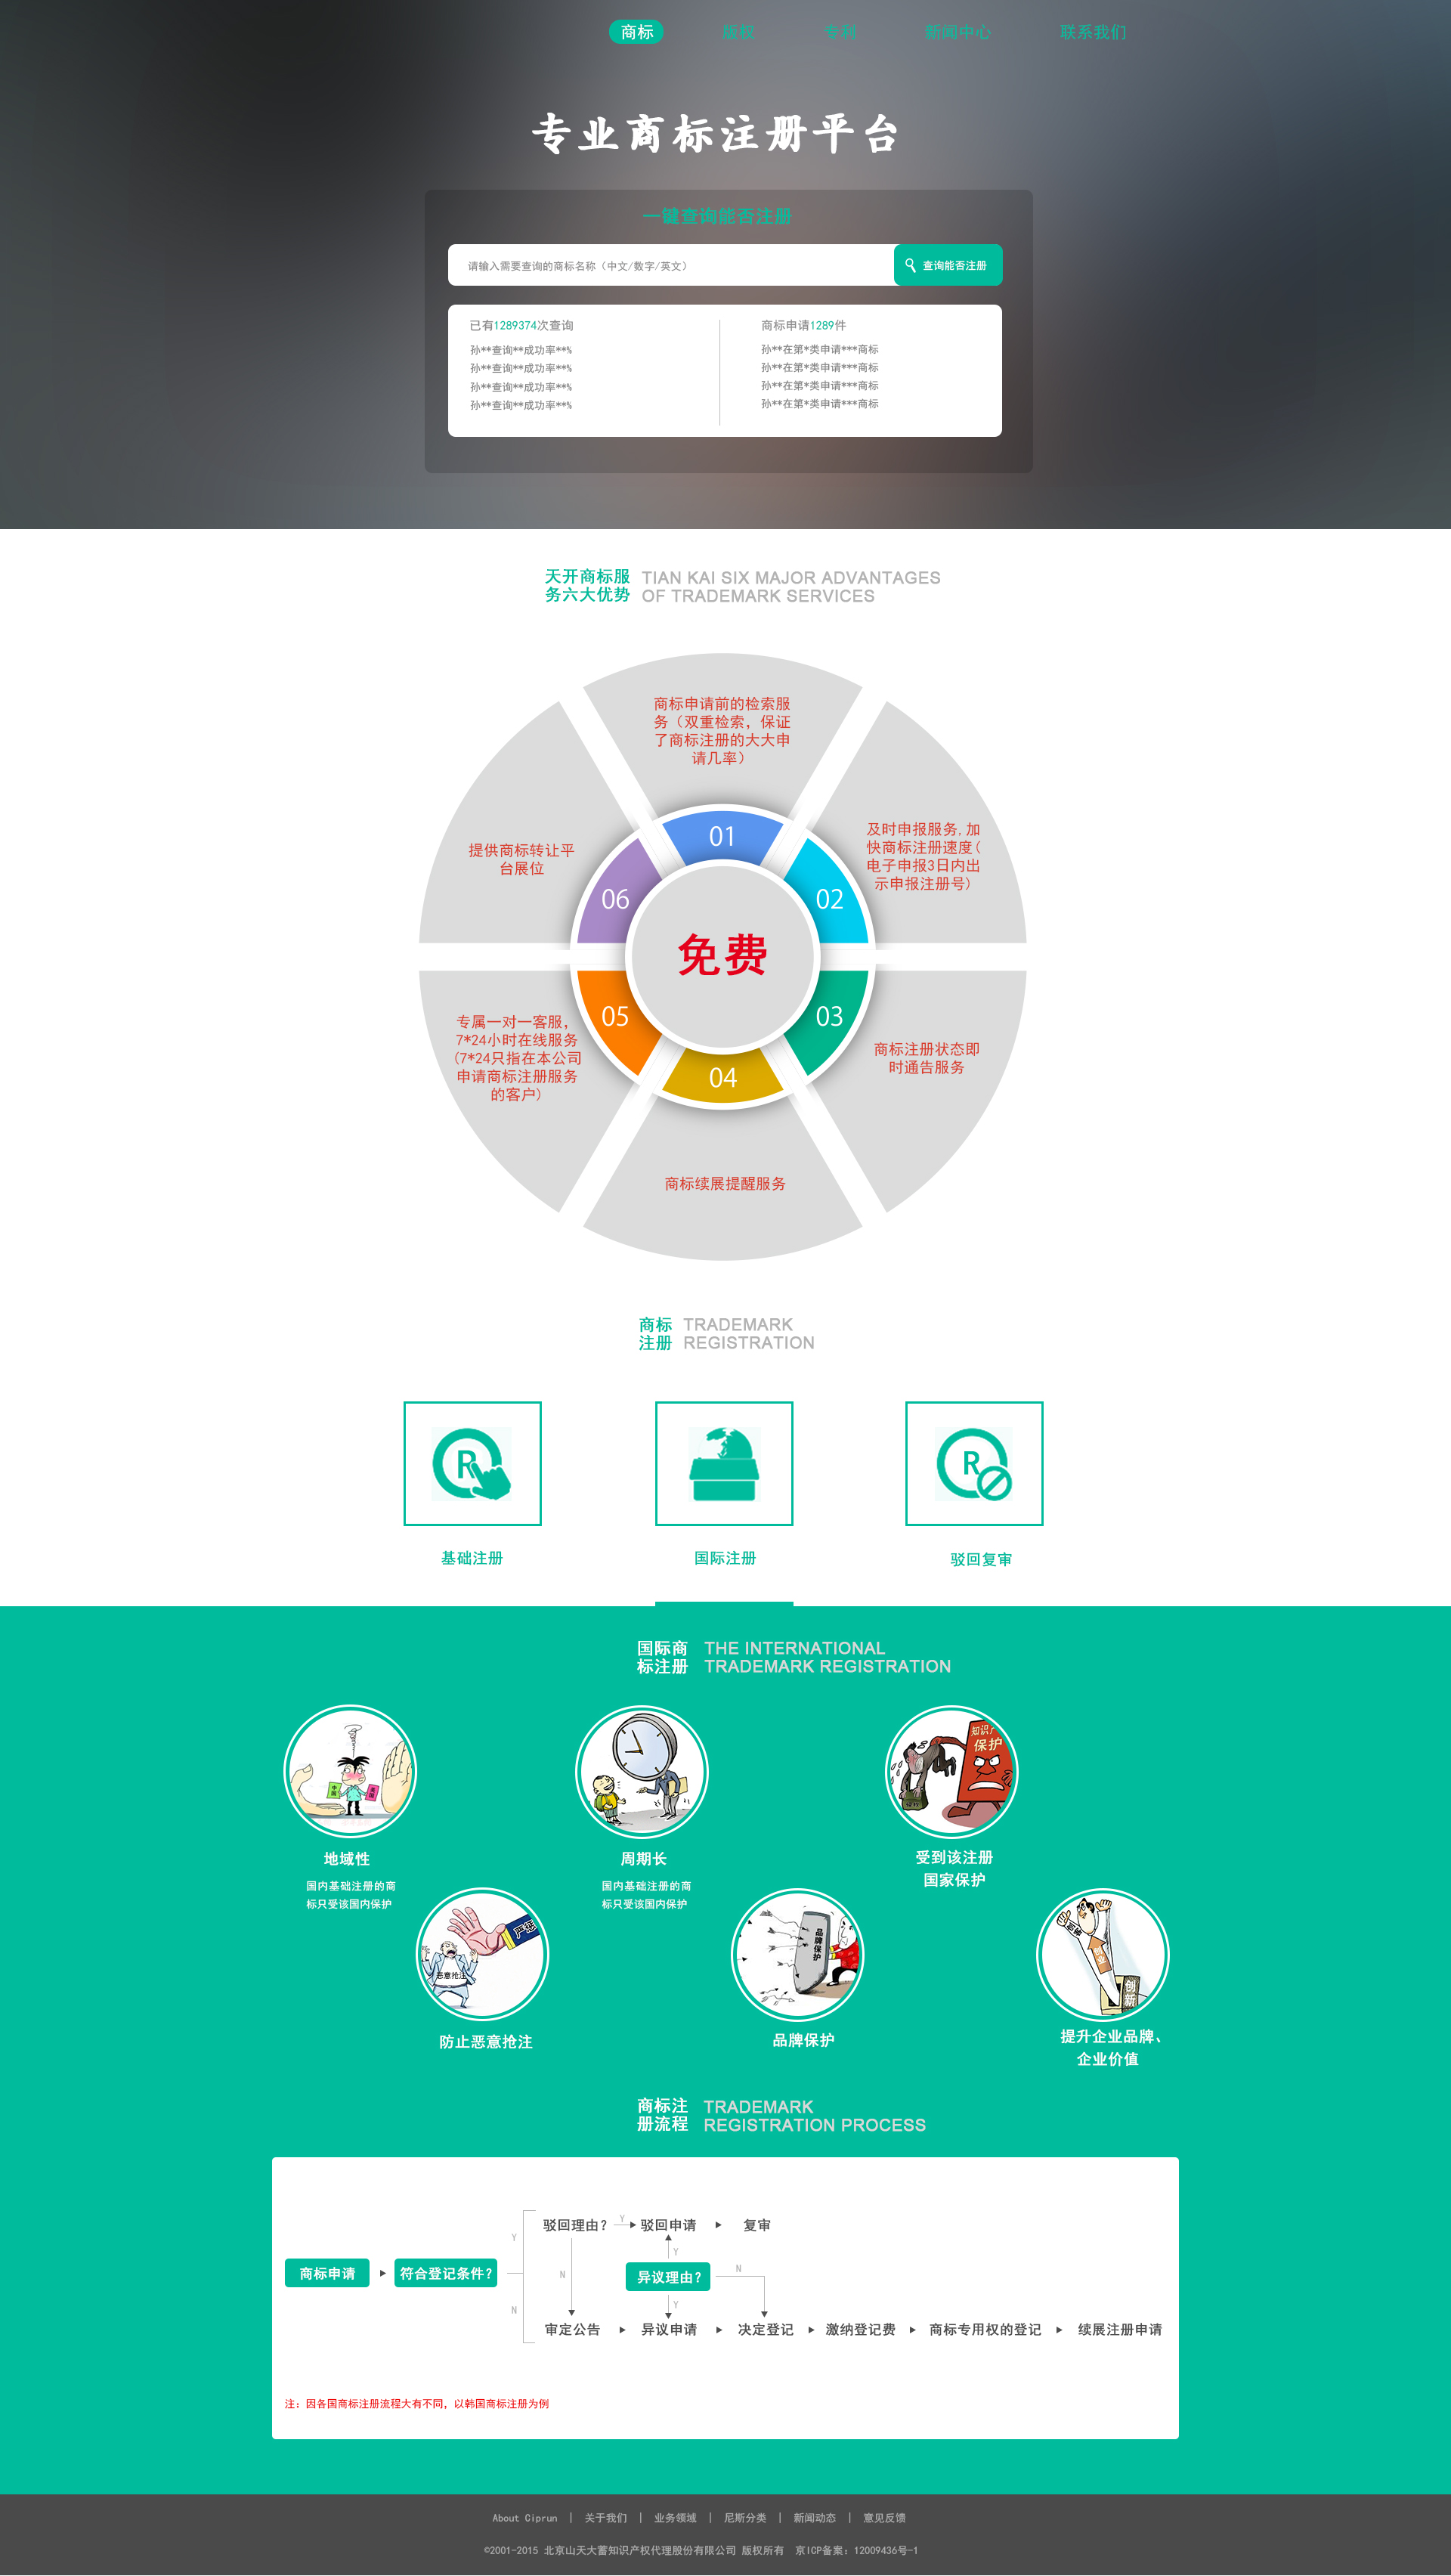 商标 版权 专利 新闻中心 联系我们
专业商标注册平台
一键查询能否注册
请输入需要查询的商标名称（中文/数字/英文）
查询能否注册
已有1289374次查询
孙**查询**成功率**%
孙**查询**成功率**%
孙**查询**成功率**%
孙**查询**成功率**%
商标申请1289件
孙**在第*类申请***商标
孙**在第*类申请***商标
孙**在第*类申请***商标
孙**在第*类申请***商标
天开商标服
务六大优势
TIAN KAI SIX MAJOR ADVANTAGES
OF TRADEMARK SERVICES
商标申请前的检索服
务（双重检索，保证
了商标注册的大大申
请几率）
01
及时申报服务,加
快商标注册速度(
电子申报3日内出
示申报注册号)
02
提供商标转让平
台展位
06
免费
专属一对一客服，
7*24小时在线服务
(7*24只指在本公司
申请商标注册服务
的客户)
05
03
商标注册状态即
时通告服务
04
商标续展提醒服务
商标
注册
TRADEMARK
REGISTRATION
R
R
基础注册
国际注册
驳回复审
国际商
标注册
THE INTERNATIONAL
TRADEMARK REGISTRATION
中国
知识产
保护
地域性
国内基础注册的商
标只受该国内保护
周期长
国内基础注册的商
标只受该国内保护
受到该注册
国家保护
严惩
恶意抢注
品牌保护
创新
防止恶意抢注
品牌保护
提升企业品牌、
企业价值
商标注
册流程
TRADEMARK
REGISTRATION PROCESS
商标申请
符合登记条件?
Y
N
驳回理由?
Y
驳回申请
复审
N
Y
异议理由?
N
Y
审定公告
异议申请
决定登记
缴纳登记费
商标专用权的登记
续展注册申请
注：因各国商标注册流程大有不同，以韩国商标注册为例
About Ciprun | 关于我们 | 业务领域 | 尼斯分类 | 新闻动态 | 意见反馈
©2001-2015 北京山天大蓄知识产权代理股份有限公司 版权所有 京ICP备案：12009436号-1